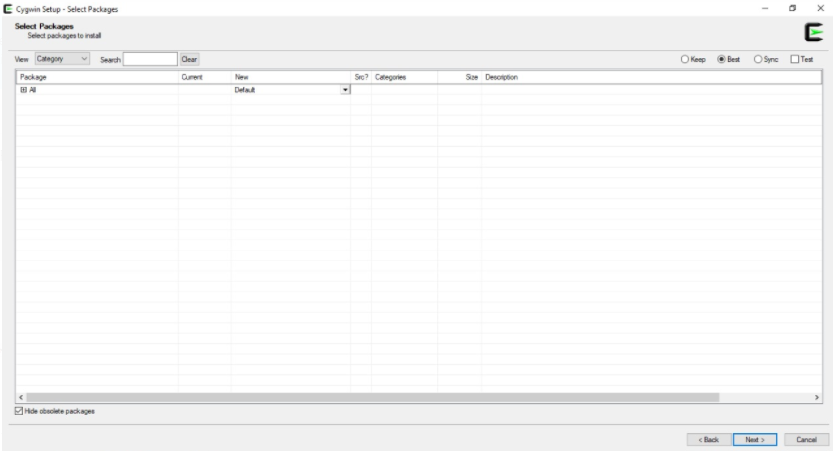 Cygwin Setup - Select Packages
Select Packages
Select packages to install
View Category Search Clear Keep Best Sync Test
Package Current New Src? Categories Size Description
All Default
Hide obsolete packages
< Back Next > Cancel